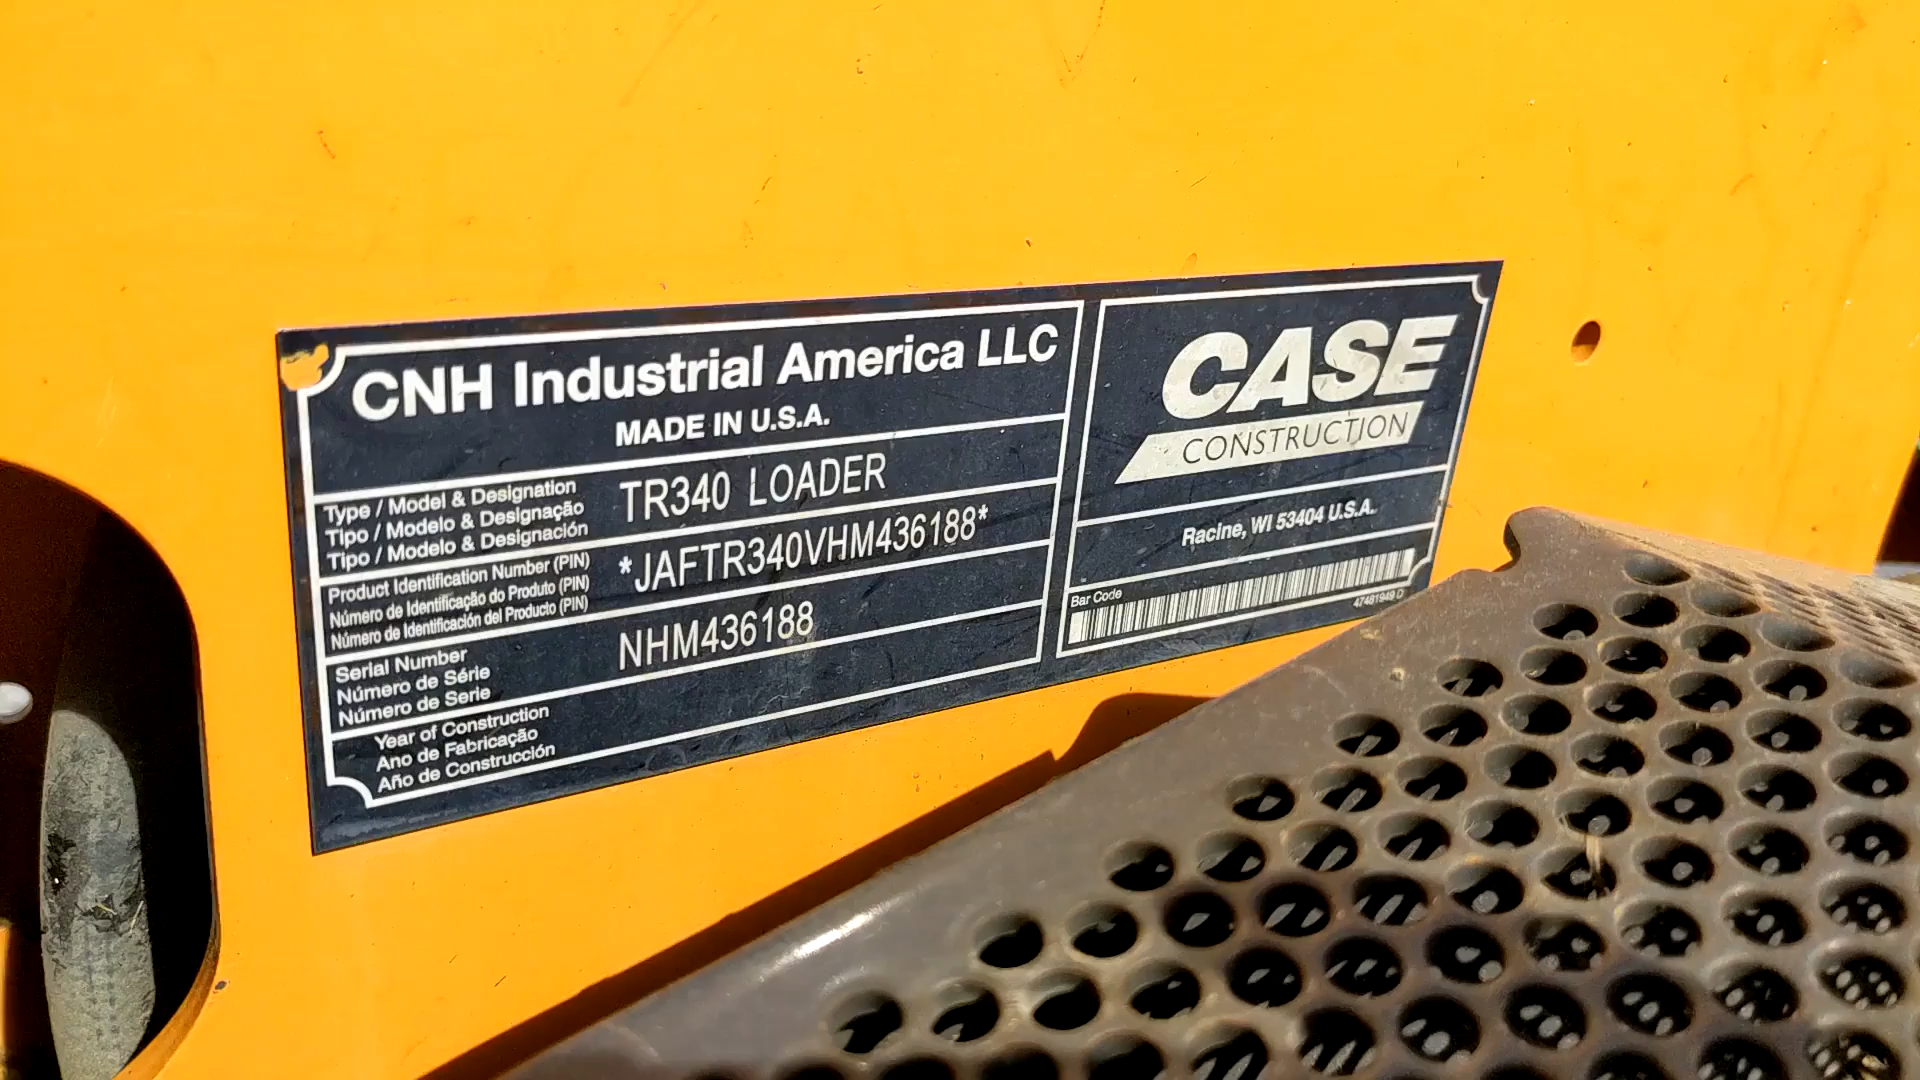 CNH Industrial America LLC
MADE IN U.S.A.
Type / Model & Designation
Tipo / Modelo & Designação
Tipo / Modelo & Designación
TR340 LOADER
Product Identification Number (PIN)
Número de Identificação do Produto (PIN)
Número de Identificación del Producto (PIN)
*JAFTR340VHM436188*
Serial Number
Número de Série
Número de Serie
NHM436188
Year of Construction
Ano de Fabricação
Año de Construcción
CASE
CONSTRUCTION
Racine, WI 53404 U.S.A.
Bar Code
47481949 D